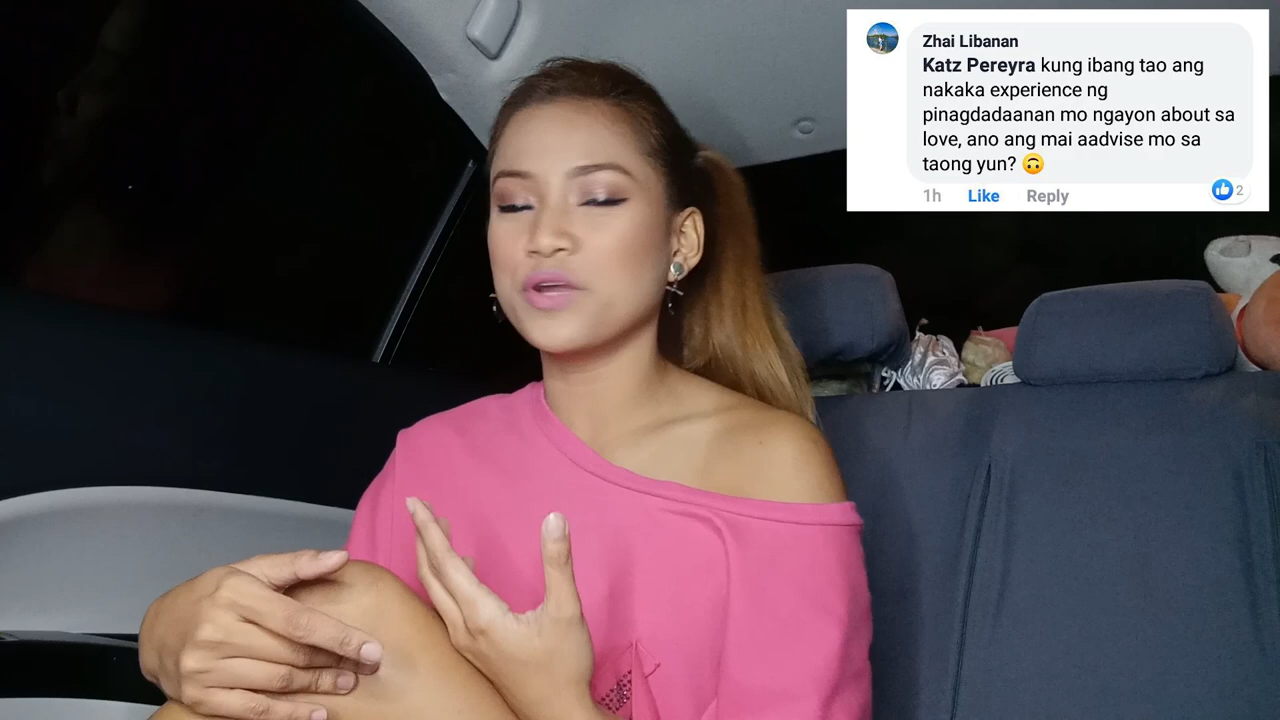 Zhai Libanan
Katz Pereyra kung ibang tao ang
nakaka experience ng
pinagdadaanan mo ngayon about sa
love, ano ang mai aadvise mo sa
taong yun? 🙃
1h Like Reply 2